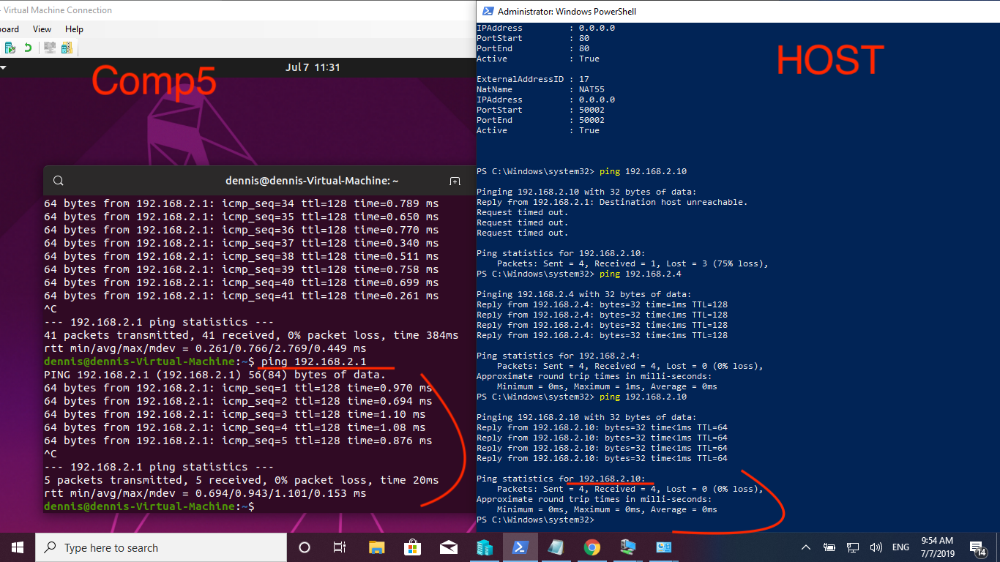 - Virtual Machine Connection
board View Help
Comp5
Jul 7 11:31
dennis@dennis-Virtual-Machine: ~
64 bytes from 192.168.2.1: icmp_seq=34 ttl=128 time=0.789 ms
64 bytes from 192.168.2.1: icmp_seq=35 ttl=128 time=0.650 ms
64 bytes from 192.168.2.1: icmp_seq=36 ttl=128 time=0.770 ms
64 bytes from 192.168.2.1: icmp_seq=37 ttl=128 time=0.340 ms
64 bytes from 192.168.2.1: icmp_seq=38 ttl=128 time=0.511 ms
64 bytes from 192.168.2.1: icmp_seq=39 ttl=128 time=0.758 ms
64 bytes from 192.168.2.1: icmp_seq=40 ttl=128 time=0.699 ms
64 bytes from 192.168.2.1: icmp_seq=41 ttl=128 time=0.261 ms
^C
--- 192.168.2.1 ping statistics ---
41 packets transmitted, 41 received, 0% packet loss, time 384ms
rtt min/avg/max/mdev = 0.261/0.766/2.769/0.449 ms
dennis@dennis-Virtual-Machine:~$ ping 192.168.2.1
PING 192.168.2.1 (192.168.2.1) 56(84) bytes of data.
64 bytes from 192.168.2.1: icmp_seq=1 ttl=128 time=0.970 ms
64 bytes from 192.168.2.1: icmp_seq=2 ttl=128 time=0.694 ms
64 bytes from 192.168.2.1: icmp_seq=3 ttl=128 time=1.10 ms
64 bytes from 192.168.2.1: icmp_seq=4 ttl=128 time=1.08 ms
64 bytes from 192.168.2.1: icmp_seq=5 ttl=128 time=0.876 ms
^C
--- 192.168.2.1 ping statistics ---
5 packets transmitted, 5 received, 0% packet loss, time 20ms
rtt min/avg/max/mdev = 0.694/0.943/1.101/0.153 ms
dennis@dennis-Virtual-Machine:~$
Administrator: Windows PowerShell
HOST
IPAddress : 0.0.0.0
PortStart : 80
PortEnd : 80
Active : True
ExternalAddressID : 17
NatName : NAT55
IPAddress : 0.0.0.0
PortStart : 50002
PortEnd : 50002
Active : True
PS C:\Windows\system32> ping 192.168.2.10
Pinging 192.168.2.10 with 32 bytes of data:
Reply from 192.168.2.1: Destination host unreachable.
Request timed out.
Request timed out.
Request timed out.
Ping statistics for 192.168.2.10:
Packets: Sent = 4, Received = 1, Lost = 3 (75% loss),
PS C:\Windows\system32> ping 192.168.2.4
Pinging 192.168.2.4 with 32 bytes of data:
Reply from 192.168.2.4: bytes=32 time=1ms TTL=128
Reply from 192.168.2.4: bytes=32 time<1ms TTL=128
Reply from 192.168.2.4: bytes=32 time<1ms TTL=128
Reply from 192.168.2.4: bytes=32 time<1ms TTL=128
Ping statistics for 192.168.2.4:
Packets: Sent = 4, Received = 4, Lost = 0 (0% loss),
Approximate round trip times in milli-seconds:
Minimum = 0ms, Maximum = 1ms, Average = 0ms
PS C:\Windows\system32> ping 192.168.2.10
Pinging 192.168.2.10 with 32 bytes of data:
Reply from 192.168.2.10: bytes=32 time<1ms TTL=64
Reply from 192.168.2.10: bytes=32 time<1ms TTL=64
Reply from 192.168.2.10: bytes=32 time<1ms TTL=64
Reply from 192.168.2.10: bytes=32 time<1ms TTL=64
Ping statistics for 192.168.2.10:
Packets: Sent = 4, Received = 4, Lost = 0 (0% loss),
Approximate round trip times in milli-seconds:
Minimum = 0ms, Maximum = 0ms, Average = 0ms
PS C:\Windows\system32>
Type here to search
ENG
9:54 AM
7/7/2019
14